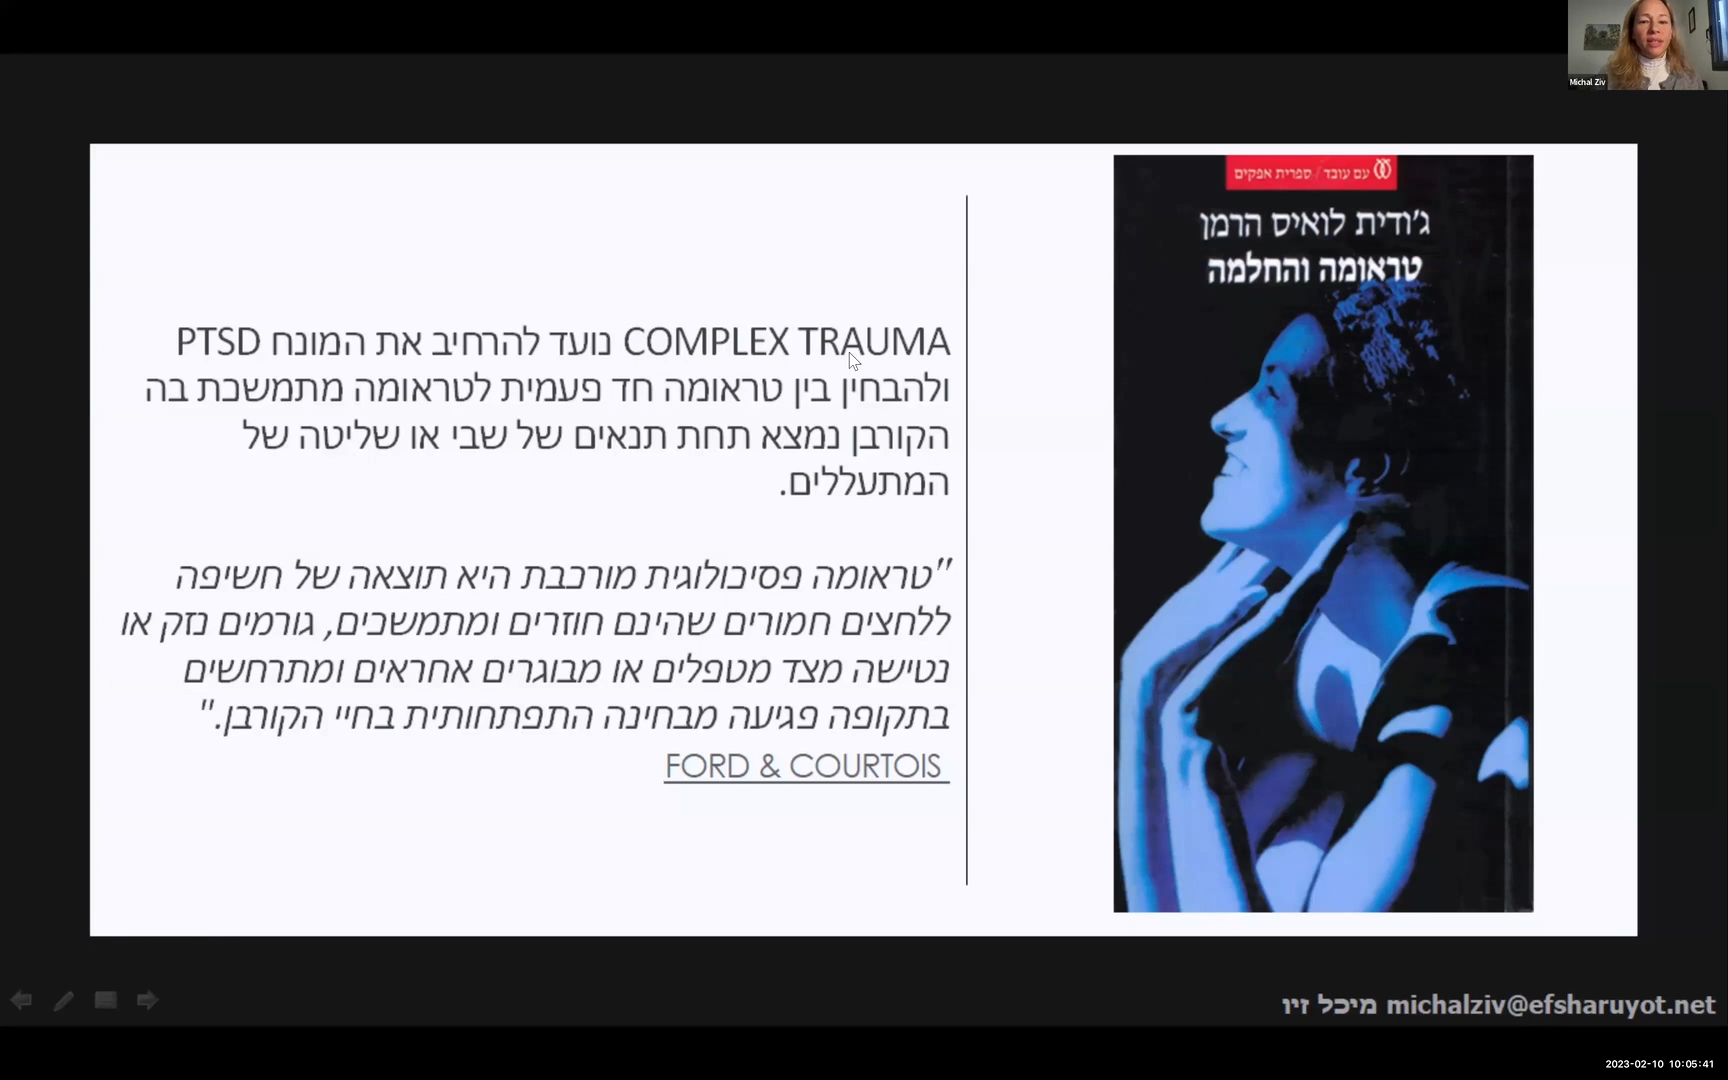 Michal Ziv
עם עובד / ספרית אפקים
ג'ודית לואיס הרמן
טראומה והחלמה
COMPLEX TRAUMA נועד להרחיב את המונח PTSD
ולהבחין בין טראומה חד פעמית לטראומה מתמשכת בה
הקורבן נמצא תחת תנאים של שבי או שליטה של
המתעללים.
"טראומה פסיכולוגית מורכבת היא תוצאה של חשיפה
ללחצים חמורים שהינם חוזרים ומתמשכים, גורמים נזק או
נטישה מצד מטפלים או מבוגרים אחראים ומתרחשים
בתקופה פגיעה מבחינה התפתחותית בחיי הקורבן."
FORD & COURTOIS
מיכל זיו michalziv@efsharuyot.net
2023-02-10 10:05:41